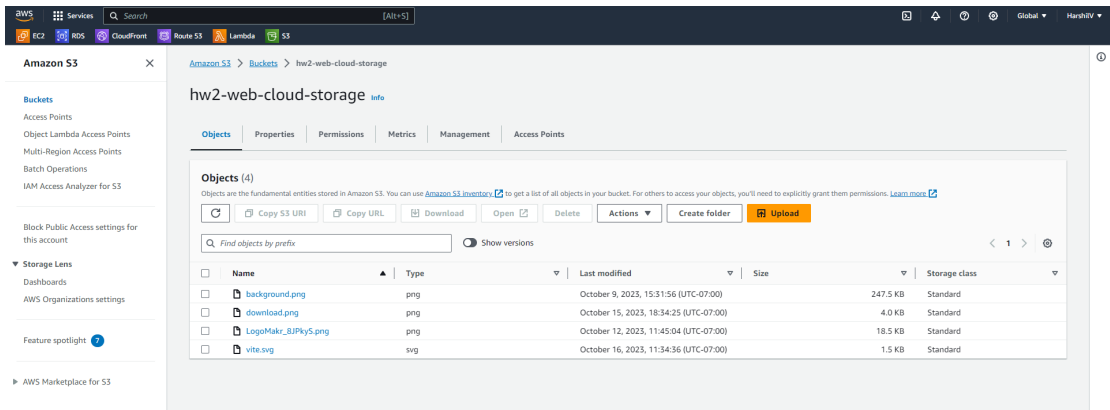 aws Services Search [Alt+S] Global ▼ HarshilV ▼
EC2 RDS CloudFront Route 53 Lambda S3
Amazon S3
Buckets
Access Points
Object Lambda Access Points
Multi-Region Access Points
Batch Operations
IAM Access Analyzer for S3
Block Public Access settings for
this account
▼ Storage Lens
Dashboards
AWS Organizations settings
Feature spotlight 7
▶ AWS Marketplace for S3
Amazon S3 > Buckets > hw2-web-cloud-storage
hw2-web-cloud-storage Info
Objects Properties Permissions Metrics Management Access Points
Objects (4)
Objects are the fundamental entities stored in Amazon S3. You can use Amazon S3 inventory to get a list of all objects in your bucket. For others to access your objects, you'll need to explicitly grant them permissions. Learn more
Copy S3 URI Copy URL Download Open Delete Actions ▼ Create folder Upload
Find objects by prefix Show versions < 1 >
Name ▲ Type Last modified Size Storage class
background.png png October 9, 2023, 15:31:56 (UTC-07:00) 247.5 KB Standard
download.png png October 15, 2023, 18:34:25 (UTC-07:00) 4.0 KB Standard
LogoMakr_8JPkyS.png png October 12, 2023, 11:45:04 (UTC-07:00) 18.5 KB Standard
vite.svg svg October 16, 2023, 11:34:36 (UTC-07:00) 1.5 KB Standard